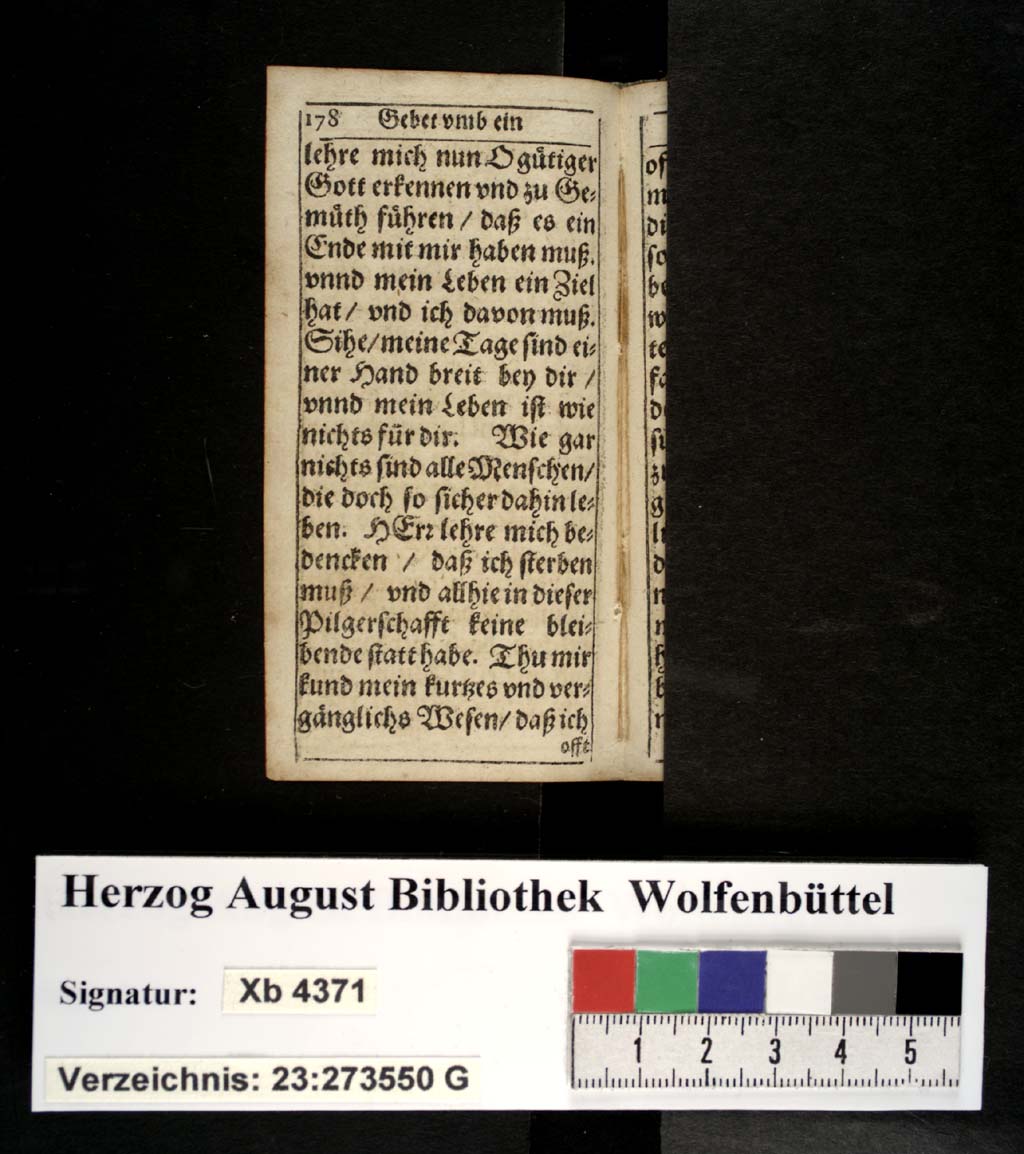 178 Gebet vmb ein
lehre mich nun O gütiger
Gott erkennen vnd zu Ge-
müth führen / daß es ein
Ende mit mir haben muß.
vnnd mein Leben ein Ziel
hat / vnd ich davon muß.
Sihe / meine Tage sind ei-
ner Hand breit bey dir /
vnnd mein Leben ist wie
nichts für dir. Wie gar
nichts sind alle Menschen /
die doch so sicher dahin le-
ben. HErr lehre mich be-
dencken / daß ich sterben
muß / vnd allhie in dieser
Pilgerschafft keine blei-
bende statt habe. Thu mir
kund mein kurtzes vnd ver-
gänglichs Wesen / daß ich
offt
Herzog August Bibliothek Wolfenbüttel
Signatur: Xb 4371
Verzeichnis: 23:273550 G
1 2 3 4 5